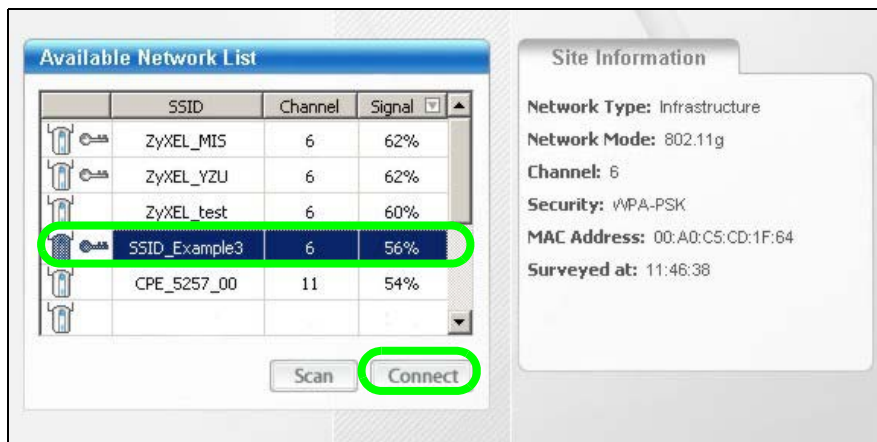 Available Network List
SSID Channel Signal
ZyXEL_MIS 6 62%
ZyXEL_YZU 6 62%
ZyXEL_test 6 60%
SSID_Example3 6 56%
CPE_5257_00 11 54%
Scan Connect
Site Information
Network Type: Infrastructure
Network Mode: 802.11g
Channel: 6
Security: WPA-PSK
MAC Address: 00:A0:C5:CD:1F:64
Surveyed at: 11:46:38